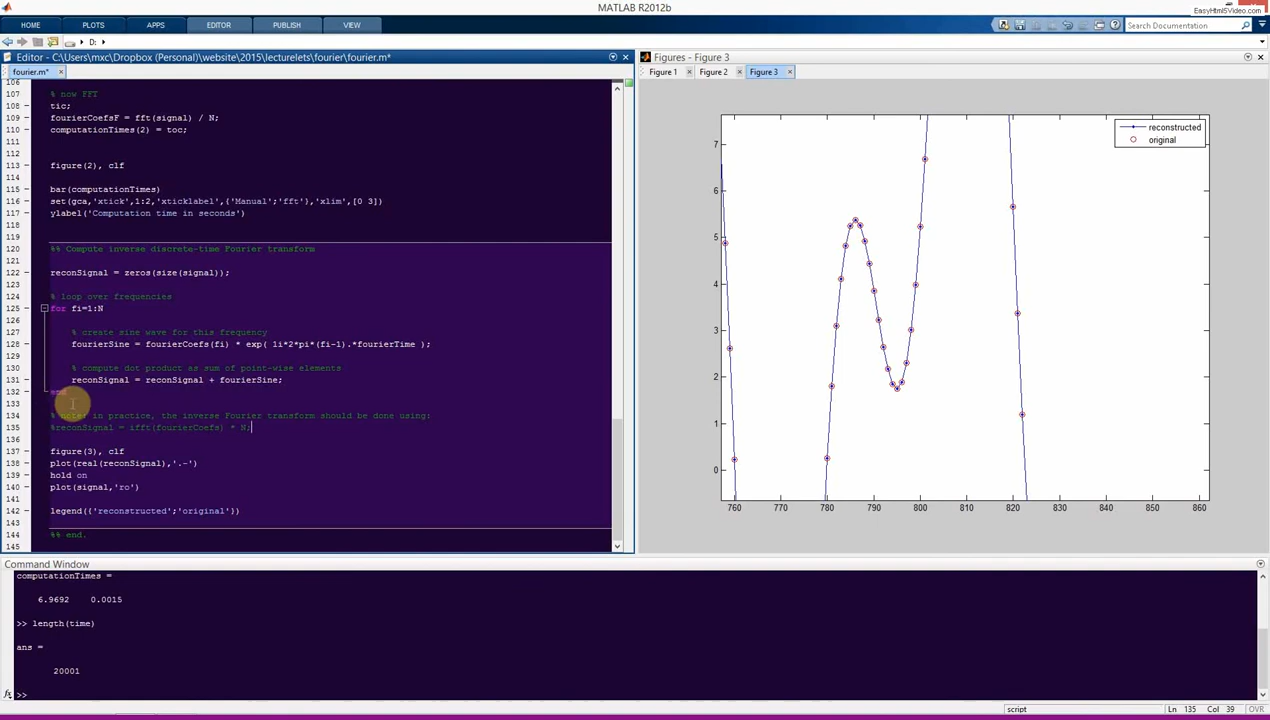 MATLAB R2012b
EasyHtml5Video.com
HOME PLOTS APPS EDITOR PUBLISH VIEW
Search Documentation
D:
Editor - C:\Users\mxc\Dropbox (Personal)\website\2015\lecturelets\fourier\fourier.m*
fourier.m*
106
107 % now FFT
108 tic;
109 fourierCoefsF = fft(signal) / N;
110 computationTimes(2) = toc;
111
112
113 figure(2), clf
114
115 bar(computationTimes)
116 set(gca,'xtick',1:2,'xticklabel',{'Manual';'fft'},'xlim',[0 3])
117 ylabel('Computation time in seconds')
118
119
120 %% Compute inverse discrete-time Fourier transform
121
122 reconSignal = zeros(size(signal));
123
124 % loop over frequencies
125 for fi=1:N
126
127 % create sine wave for this frequency
128 fourierSine = fourierCoefs(fi) * exp( 1i*2*pi*(fi-1).*fourierTime );
129
130 % compute dot product as sum of point-wise elements
131 reconSignal = reconSignal + fourierSine;
132 end
133
134 % note: in practice, the inverse Fourier transform should be done using:
135 %reconSignal = ifft(fourierCoefs) * N;
136
137 figure(3), clf
138 plot(real(reconSignal),'.-')
139 hold on
140 plot(signal,'ro')
141
142 legend({'reconstructed';'original'})
143
144 %% end.
145
Figures - Figure 3
Figure 1 Figure 2 Figure 3
reconstructed
original
7
6
5
4
3
2
1
0
760 770 780 790 800 810 820 830 840 850 860
Command Window
computationTimes =
6.9692 0.0015
>> length(time)
ans =
20001
fx >>
script Ln 135 Col 39 OVR